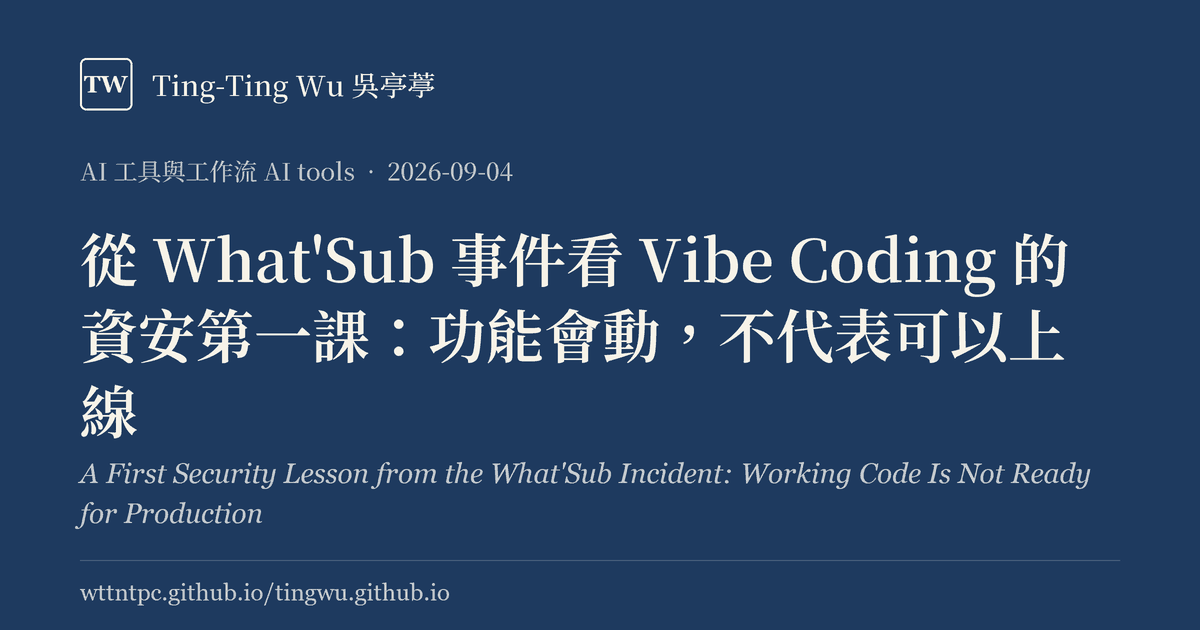 TW
Ting-Ting Wu 吳亭葶
AI 工具與工作流 AI tools · 2026-09-04
從 What'Sub 事件看 Vibe Coding 的
資安第一課：功能會動，不代表可以上
線
A First Security Lesson from the What'Sub Incident: Working Code Is Not Ready
for Production
wttntpc.github.io/tingwu.github.io